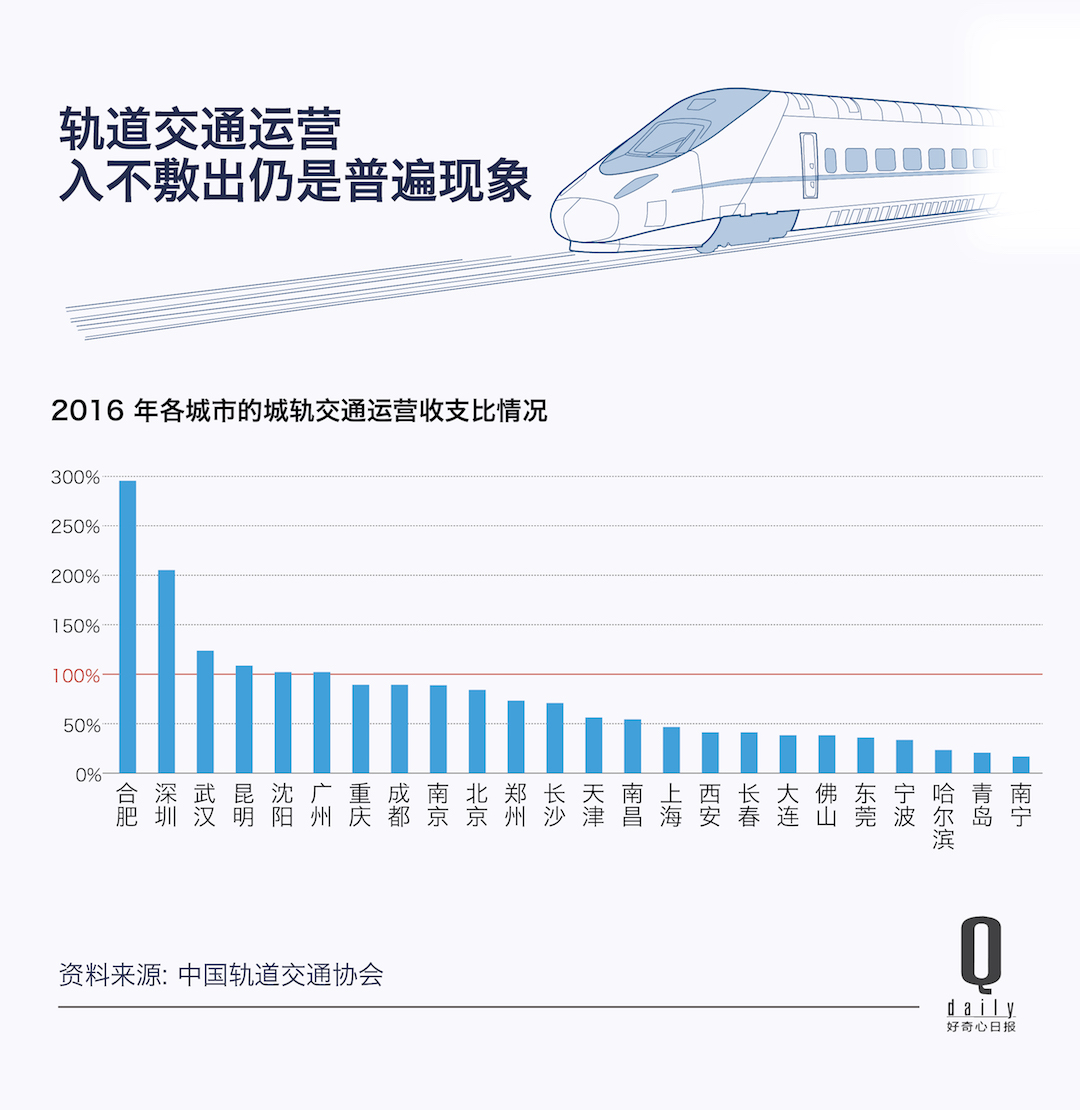 轨道交通运营
入不敷出仍是普遍现象
2016 年各城市的城轨交通运营收支比情况
300%
250%
200%
150%
100%
50%
0%
合肥
深圳
武汉
昆明
沈阳
广州
重庆
成都
南京
北京
郑州
长沙
天津
南昌
上海
西安
长春
大连
佛山
东莞
宁波
哈尔滨
青岛
南宁
资料来源: 中国轨道交通协会
Q
daily
好奇心日报